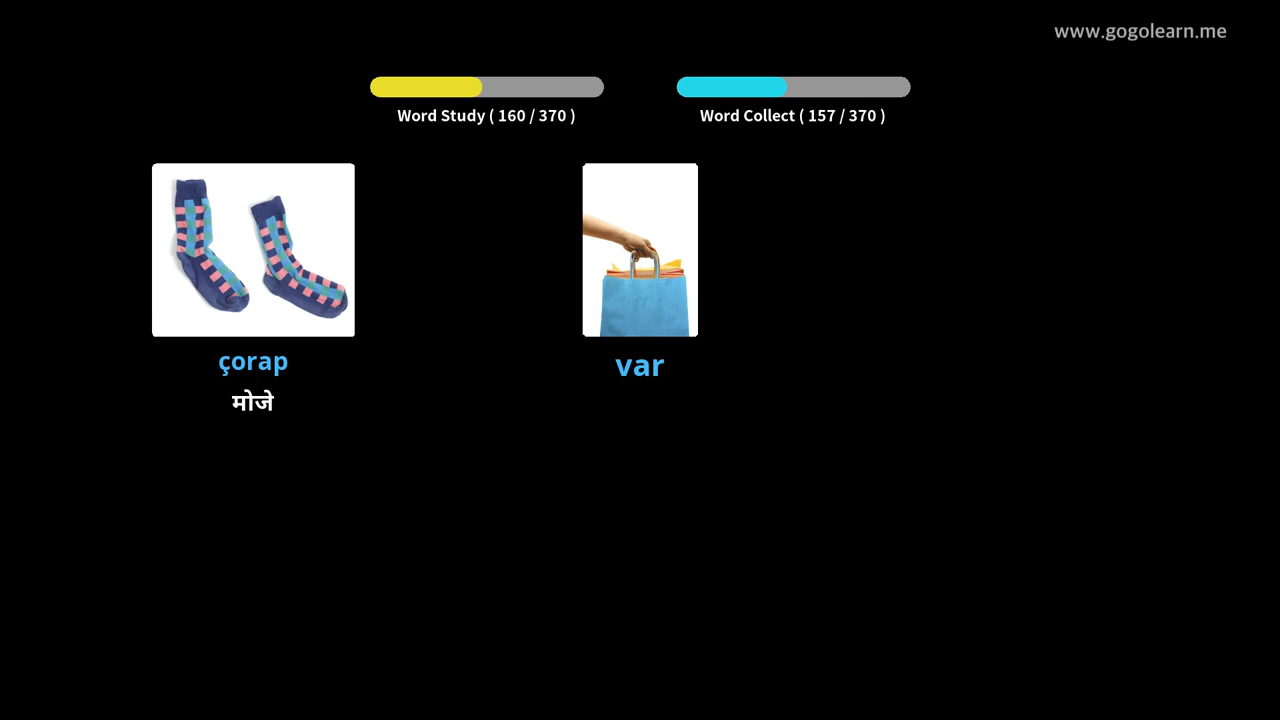 www.gogolearn.me
Word Study ( 160 / 370 )
Word Collect ( 157 / 370 )
çorap
var
मोजे